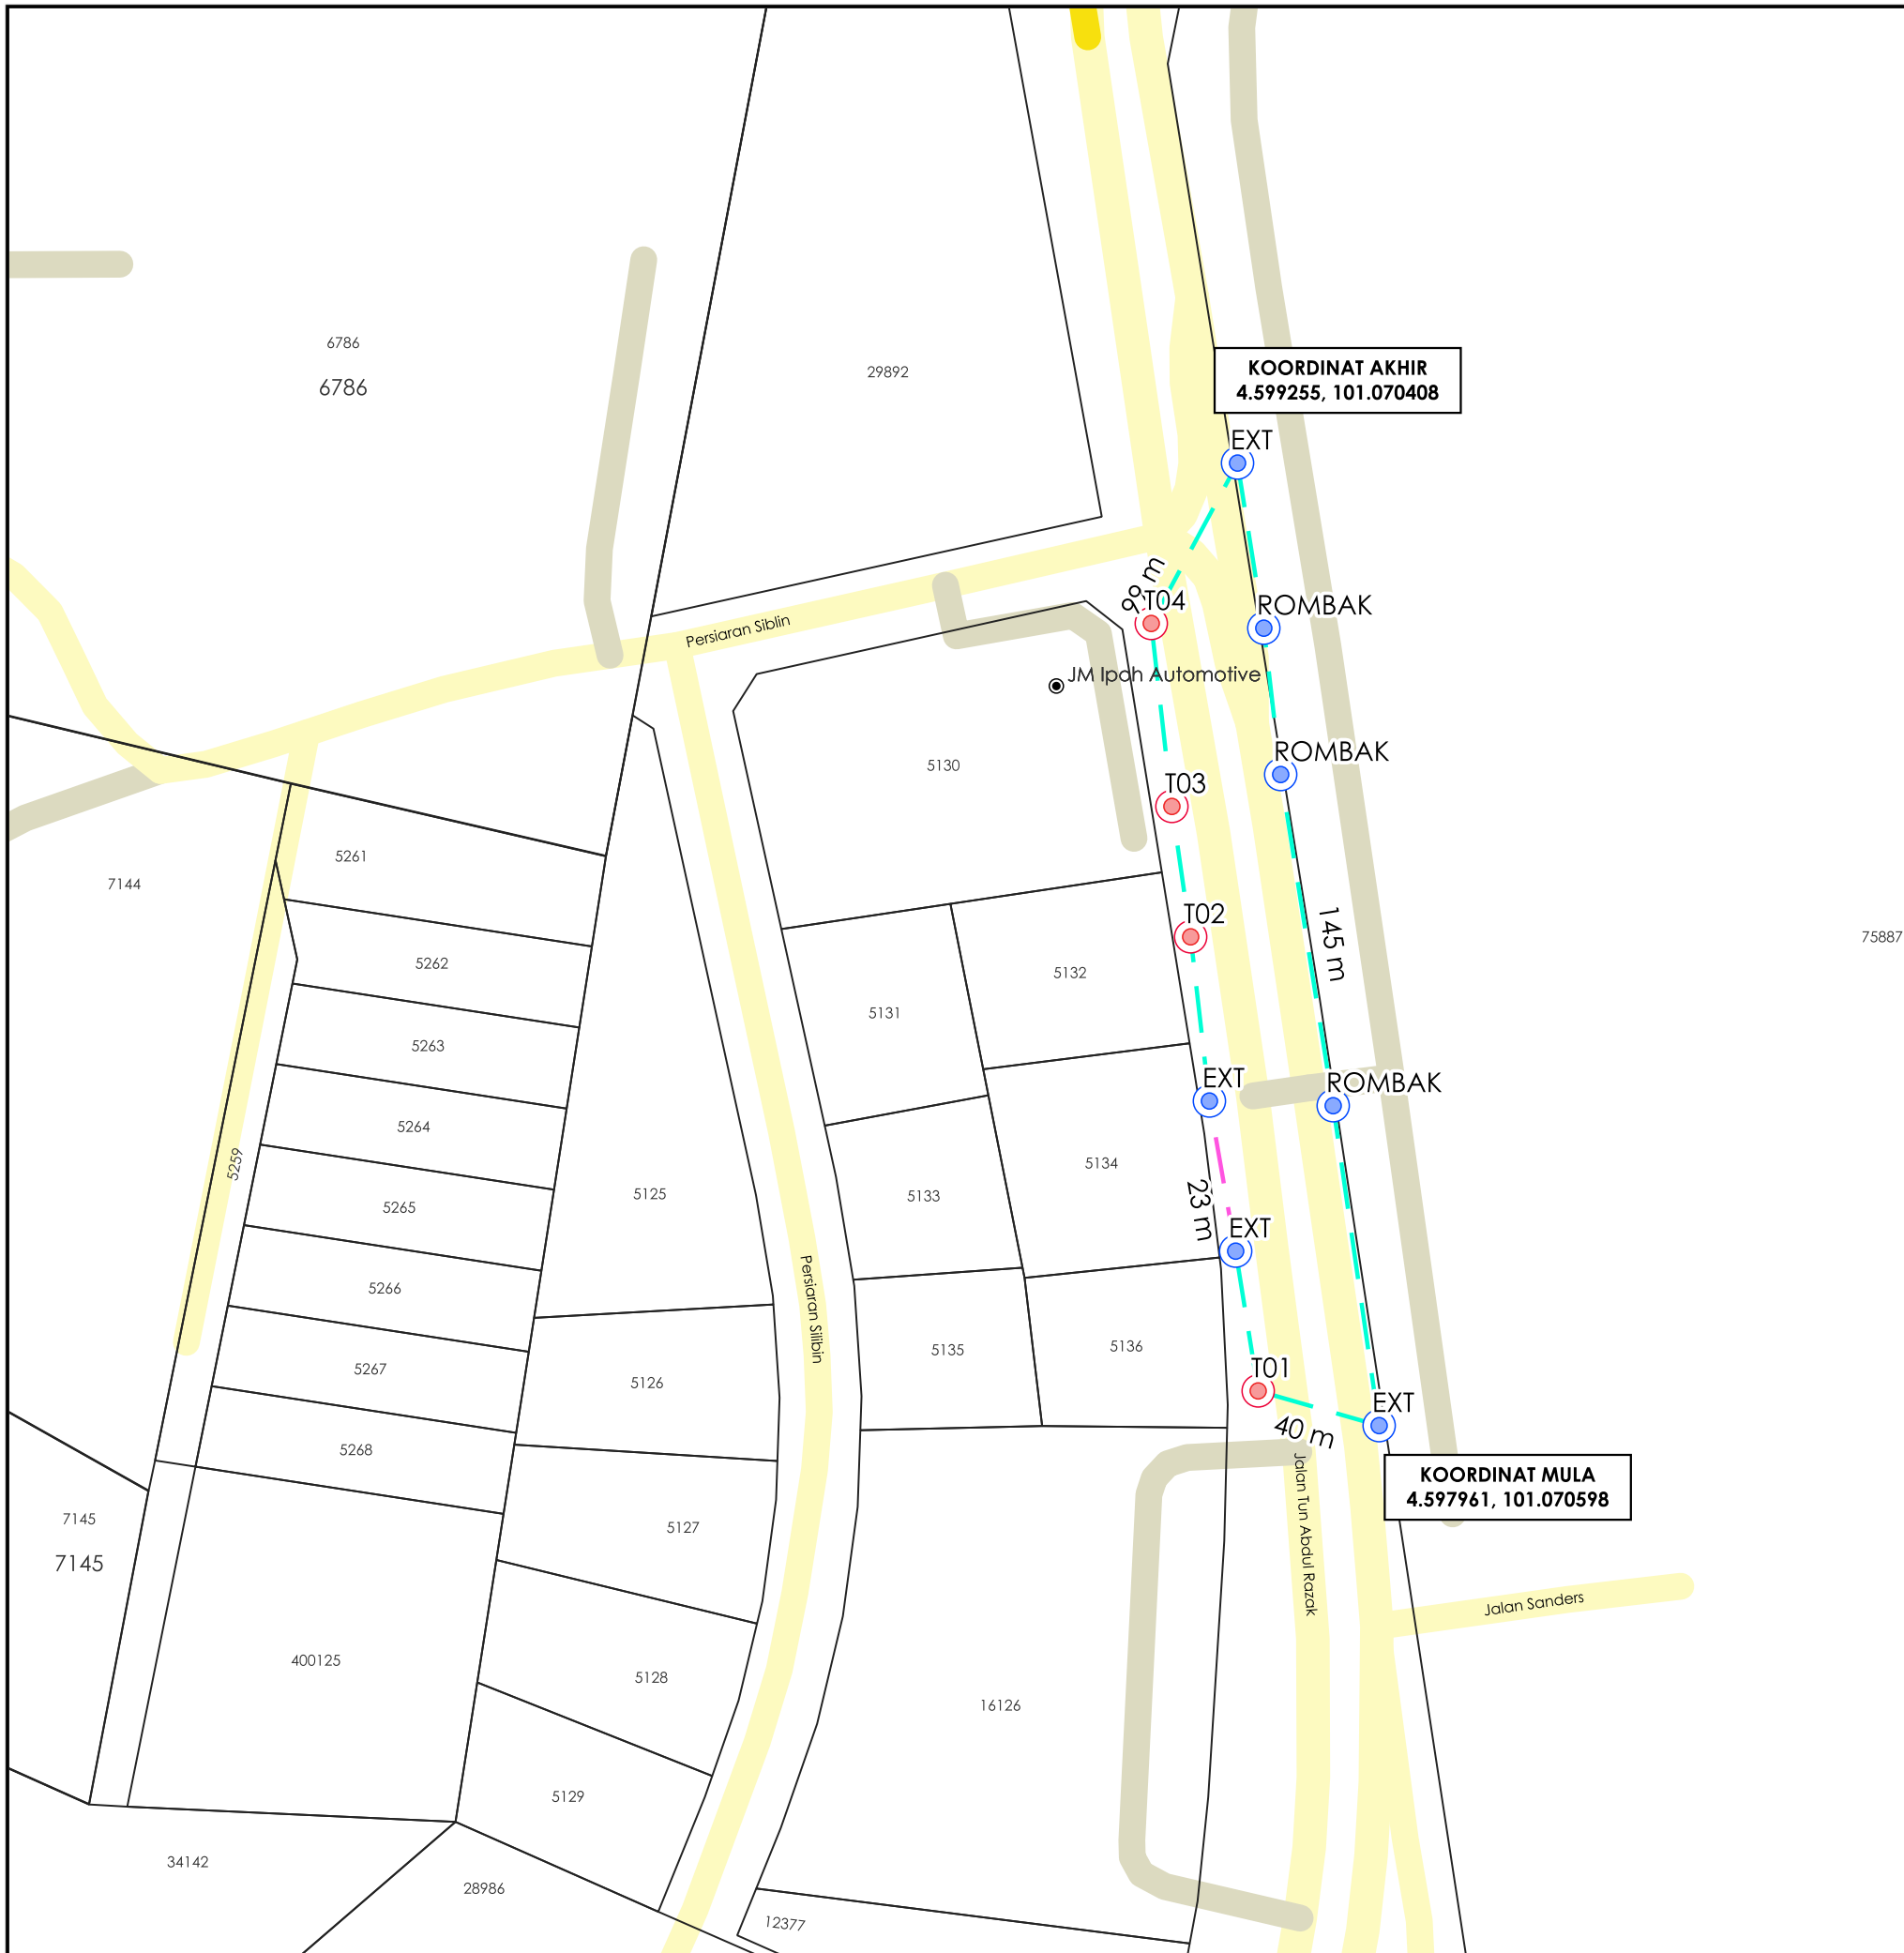 6786
6786
29892
KOORDINAT AKHIR
4.599255, 101.070408
EXT
T04
ROMBAK
Persiaran Siblin
JM Ipoh Automotive
5130
ROMBAK
T03
5261
7144
T02
145 m
75887
5262
5132
5131
5263
EXT
ROMBAK
5264
5259
5134
5125
5133
5265
23 m
EXT
5266
Persiaran Silibin
5135
5136
5267
5126
T01
EXT
40 m
5268
KOORDINAT MULA
4.597961, 101.070598
7145
7145
5127
Jalan Tun Abdul Razak
Jalan Sanders
400125
5128
16126
5129
34142
28986
12377